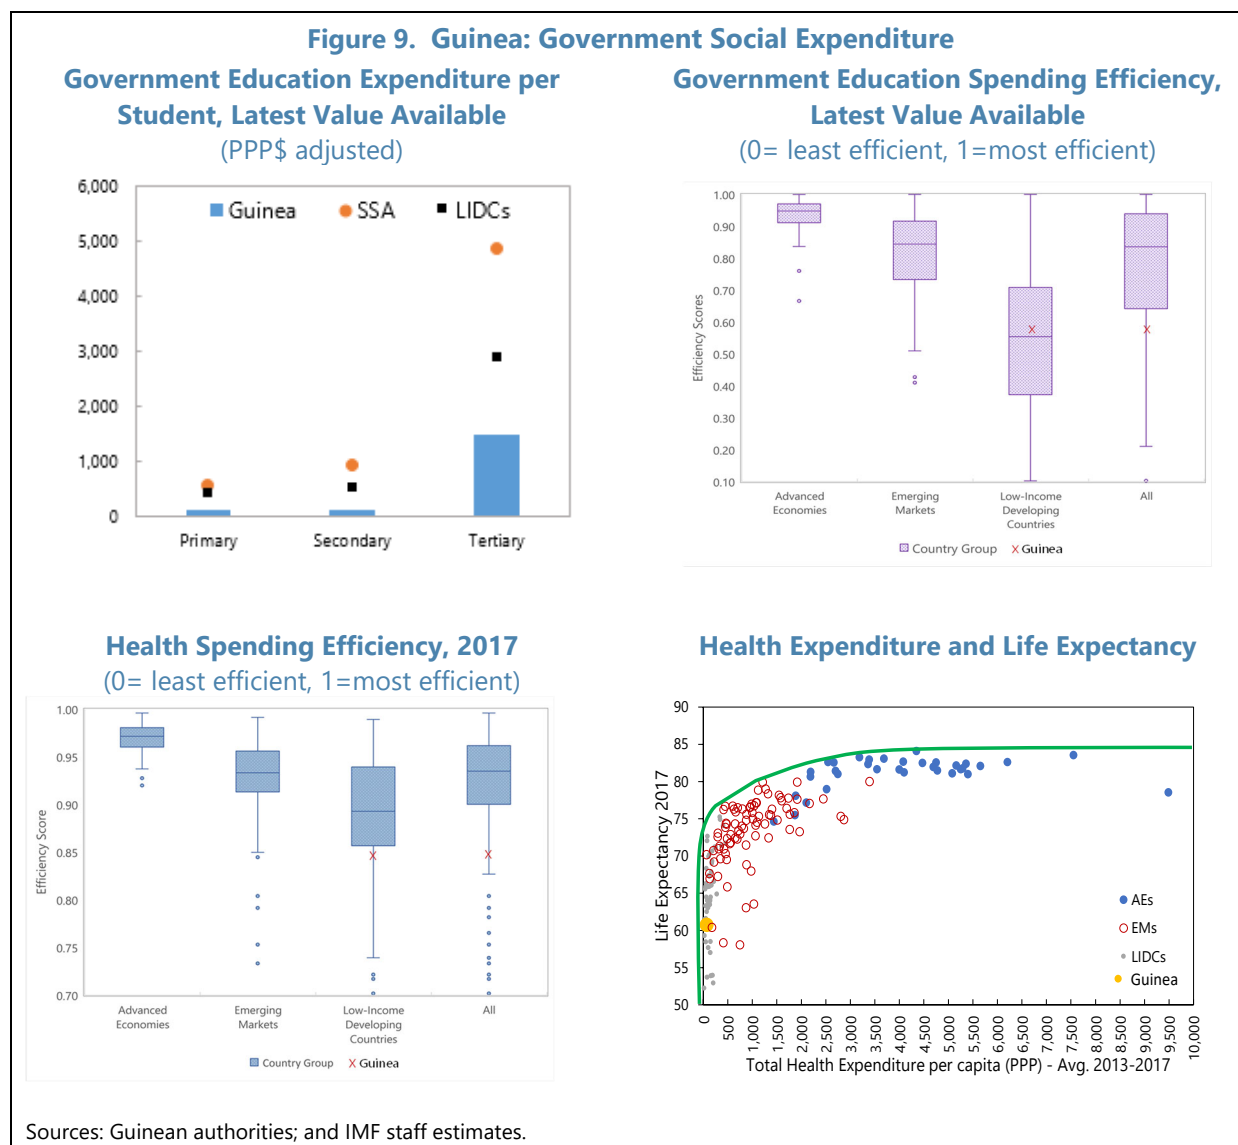 Figure 9. Guinea: Government Social Expenditure
Government Education Expenditure per
Student, Latest Value Available
(PPP$ adjusted)
6,000
5,000
4,000
3,000
2,000
1,000
0
Guinea
SSA
LIDCs
Primary
Secondary
Tertiary
Government Education Spending Efficiency,
Latest Value Available
(0= least efficient, 1=most efficient)
Efficiency Scores
1.00
0.90
0.80
0.70
0.60
0.50
0.40
0.30
0.20
0.10
Advanced
Economies
Emerging
Markets
Low-Income
Developing
Countries
All
Country Group
X Guinea
Health Spending Efficiency, 2017
(0= least efficient, 1=most efficient)
Efficiency Score
1.00
0.95
0.90
0.85
0.80
0.75
0.70
Advanced
Economies
Emerging
Markets
Low-Income
Developing
Countries
All
Country Group
X Guinea
Health Expenditure and Life Expectancy
Life Expectancy 2017
90
85
80
75
70
65
60
55
50
AEs
EMs
LIDCs
Guinea
0
500
1,000
1,500
2,000
2,500
3,000
3,500
4,000
4,500
5,000
5,500
6,000
6,500
7,000
7,500
8,000
8,500
9,000
9,500
10,000
Total Health Expenditure per capita (PPP) - Avg. 2013-2017
Sources: Guinean authorities; and IMF staff estimates.